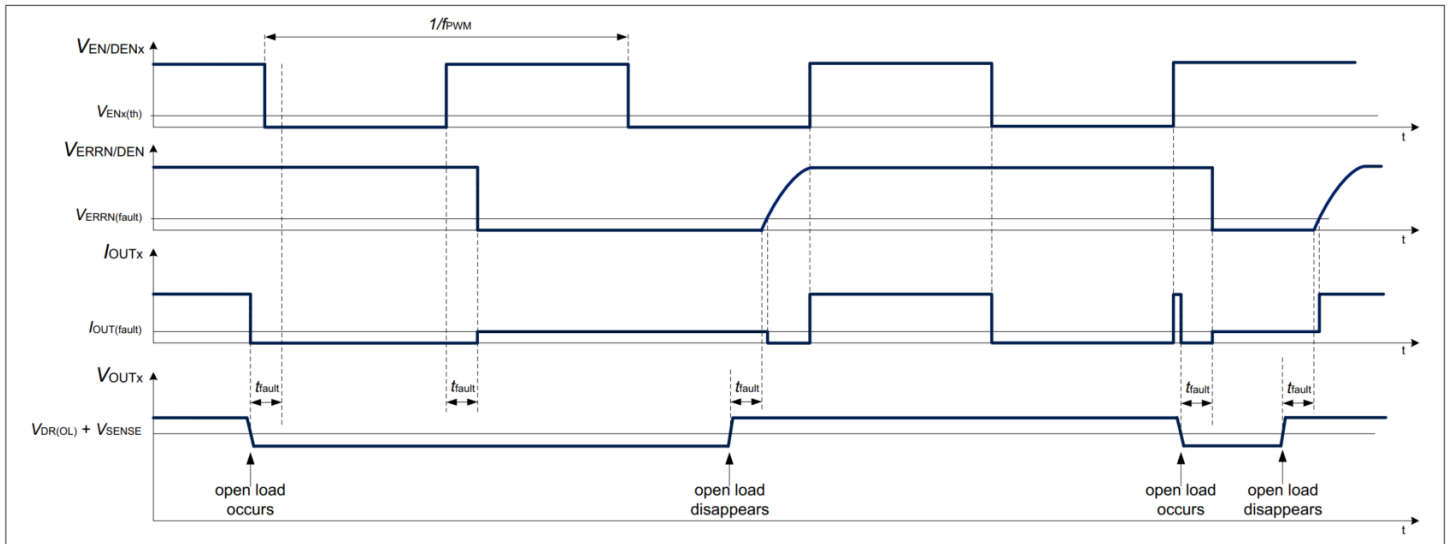 1/fPWM
VEN/DENx
VENx(th)
t
VERRN/DEN
VERRN(fault)
t
IOUTx
IOUT(fault)
t
VOUTx
tfault
tfault
tfault
tfault
tfault
VDR(OL) + VSENSE
open load
occurs
open load
disappears
open load
occurs
open load
disappears
t